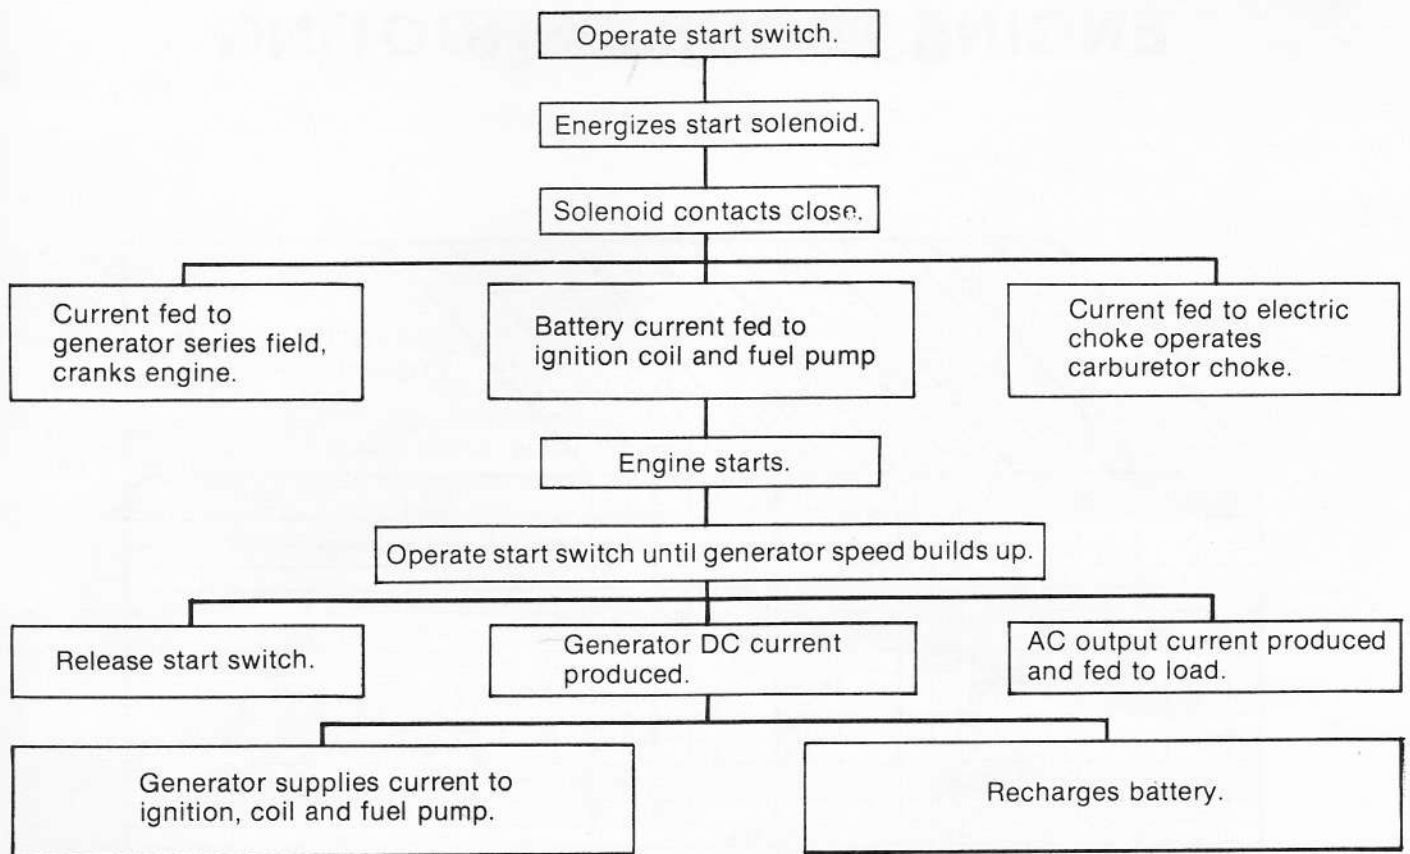 Operate start switch.
Energizes start solenoid.
Solenoid contacts close.
Current fed to
generator series field,
cranks engine.
Battery current fed to
ignition coil and fuel pump
Current fed to electric
choke operates
carburetor choke.
Engine starts.
Operate start switch until generator speed builds up.
Release start switch.
Generator DC current
produced.
AC output current produced
and fed to load.
Generator supplies current to
ignition, coil and fuel pump.
Recharges battery.